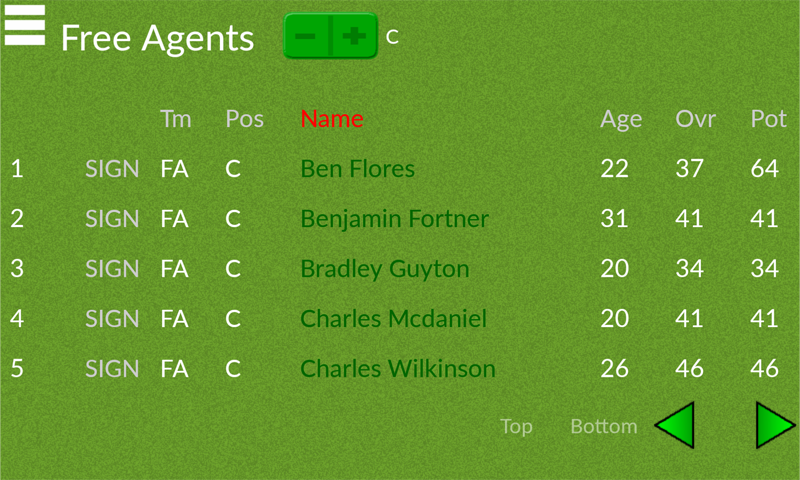 Free Agents − + C
Tm Pos Name Age Ovr Pot
1 SIGN FA C Ben Flores 22 37 64
2 SIGN FA C Benjamin Fortner 31 41 41
3 SIGN FA C Bradley Guyton 20 34 34
4 SIGN FA C Charles Mcdaniel 20 41 41
5 SIGN FA C Charles Wilkinson 26 46 46
Top Bottom